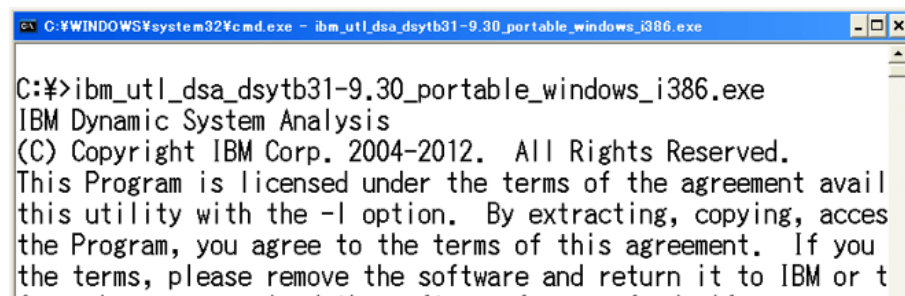 C:¥WINDOWS¥system32¥cmd.exe - ibm_utl_dsa_dsytb31-9.30_portable_windows_i386.exe
C:¥>ibm_utl_dsa_dsytb31-9.30_portable_windows_i386.exe
IBM Dynamic System Analysis
(C) Copyright IBM Corp. 2004-2012.  All Rights Reserved.
This Program is licensed under the terms of the agreement avail
this utility with the -l option.  By extracting, copying, acces
the Program, you agree to the terms of this agreement.  If you
the terms, please remove the software and return it to IBM or t